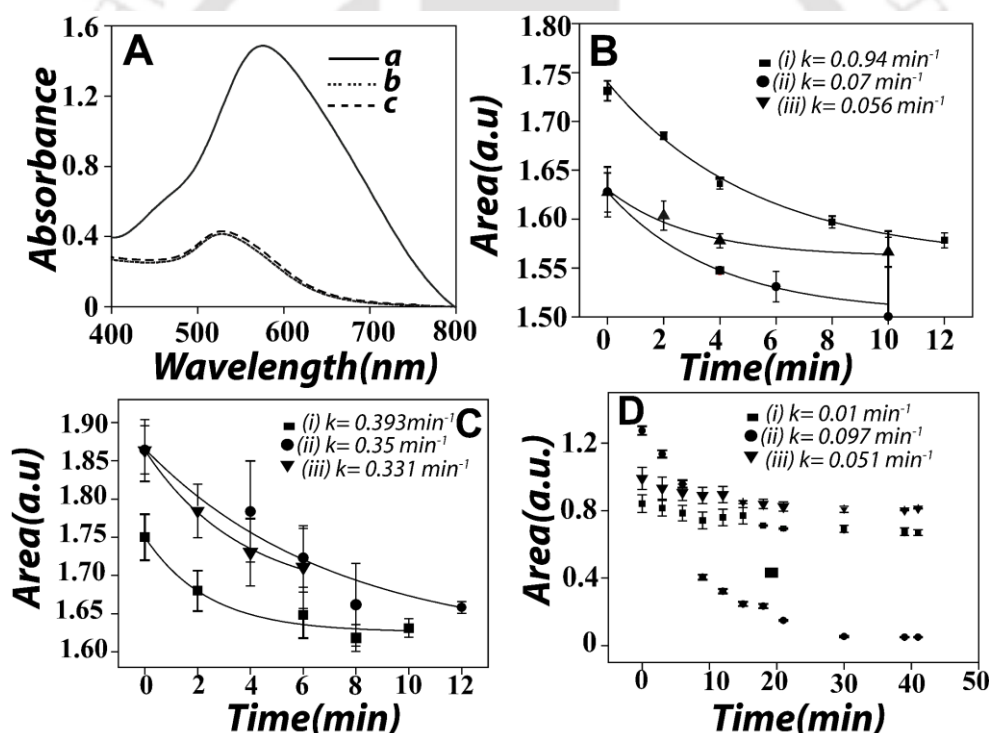 A
1.6
1.2
0.8
0.4
0
Absorbance
a
b
c
400 500 600 700 800
Wavelength(nm)
B
1.80
1.75
1.70
1.65
1.60
1.55
1.50
Area(a.u)
(i) k= 0.0.94 min-1
(ii) k= 0.07 min-1
(iii) k= 0.056 min-1
0 2 4 6 8 10 12
Time(min)
C
1.90
1.85
1.80
1.75
1.70
1.65
1.60
Area(a.u)
(i) k= 0.393min-1
(ii) k= 0.35 min-1
(iii) k= 0.331 min-1
0 2 4 6 8 10 12
Time(min)
D
1.2
0.8
0.4
0
Area(a.u.)
(i) k= 0.01 min-1
(ii) k= 0.097 min-1
(iii) k= 0.051 min-1
0 10 20 30 40 50
Time(min)